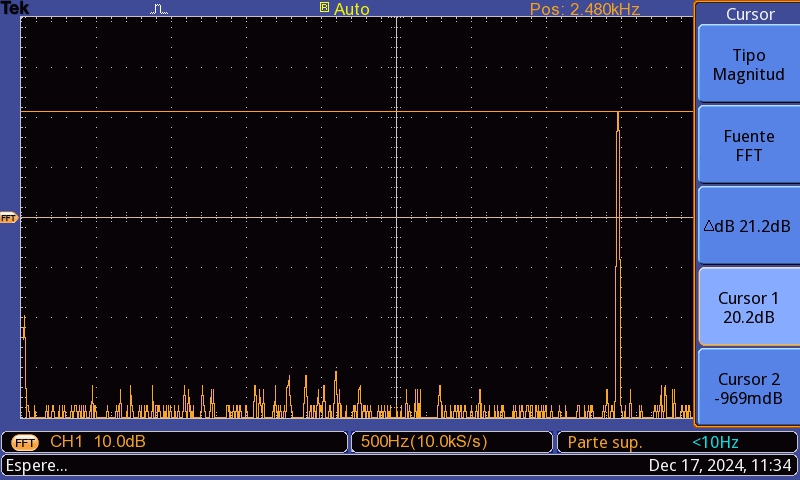 Tek
R Auto
Pos: 2.480kHz
Cursor
Tipo
Magnitud
Fuente
FFT
△dB 21.2dB
Cursor 1
20.2dB
Cursor 2
-969mdB
FFT
FFT CH1 10.0dB
500Hz(10.0kS/s)
Parte sup. <10Hz
Espere...
Dec 17, 2024, 11:34